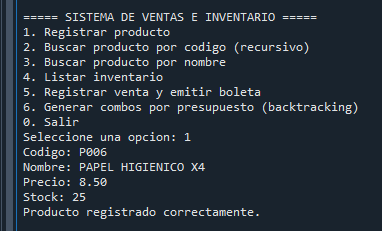 ===== SISTEMA DE VENTAS E INVENTARIO =====
1. Registrar producto
2. Buscar producto por codigo (recursivo)
3. Buscar producto por nombre
4. Listar inventario
5. Registrar venta y emitir boleta
6. Generar combos por presupuesto (backtracking)
0. Salir
Seleccione una opcion: 1
Codigo: P006
Nombre: PAPEL HIGIENICO X4
Precio: 8.50
Stock: 25
Producto registrado correctamente.